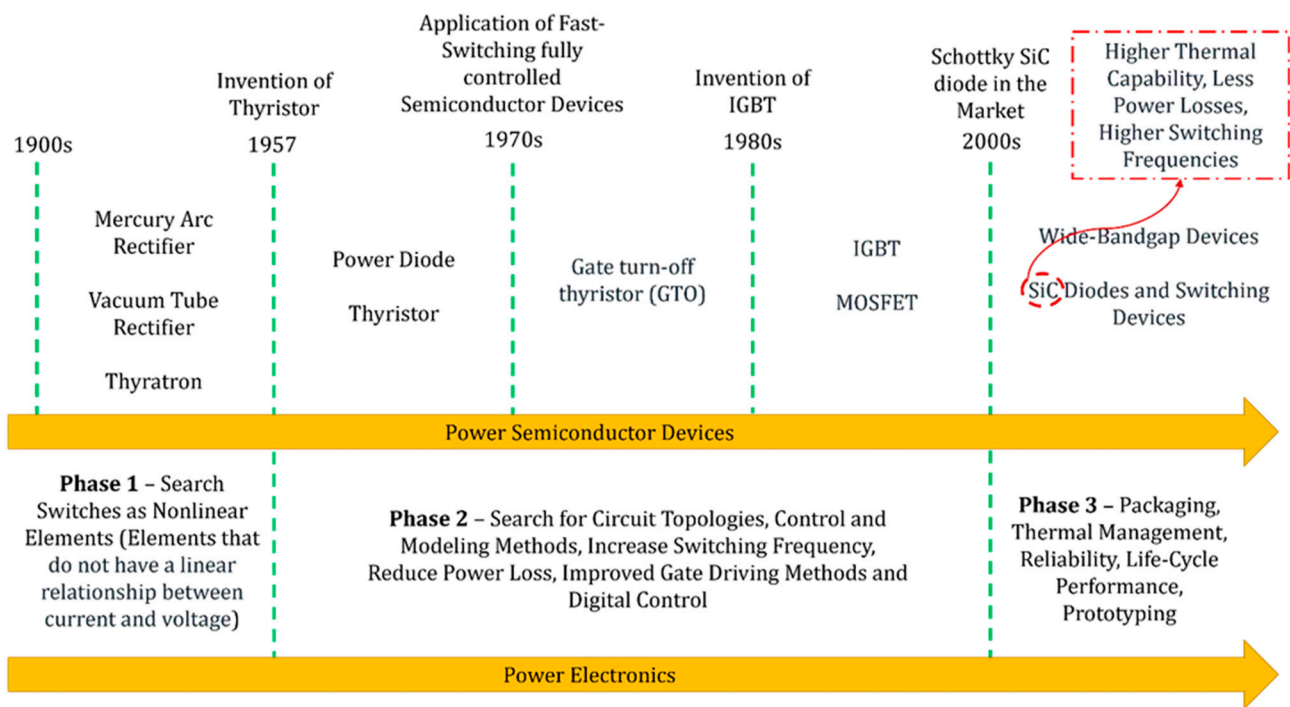 1900s
Invention of
Thyristor
1957
Application of Fast-
Switching fully
controlled
Semiconductor Devices
1970s
Invention of
IGBT
1980s
Schottky SiC
diode in the
Market
2000s
Higher Thermal
Capability, Less
Power Losses,
Higher Switching
Frequencies
Mercury Arc
Rectifier
Vacuum Tube
Rectifier
Thyratron
Power Diode
Thyristor
Gate turn-off
thyristor (GTO)
IGBT
MOSFET
Wide-Bandgap Devices
SiC Diodes and Switching
Devices
Power Semiconductor Devices
Phase 1 – Search
Switches as Nonlinear
Elements (Elements that
do not have a linear
relationship between
current and voltage)
Phase 2 – Search for Circuit Topologies, Control and
Modeling Methods, Increase Switching Frequency,
Reduce Power Loss, Improved Gate Driving Methods and
Digital Control
Phase 3 – Packaging,
Thermal Management,
Reliability, Life-Cycle
Performance,
Prototyping
Power Electronics